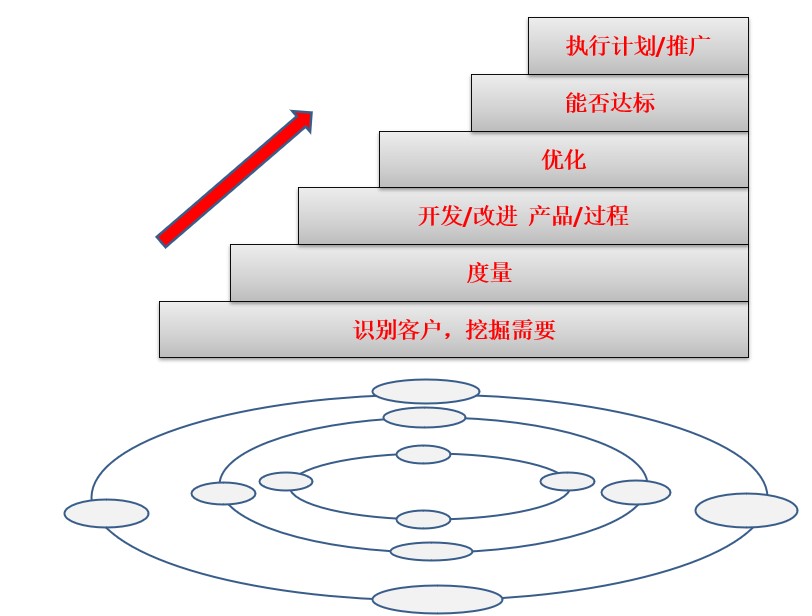 执行计划/推广
能否达标
优化
开发/改进 产品/过程
度量
识别客户，挖掘需要